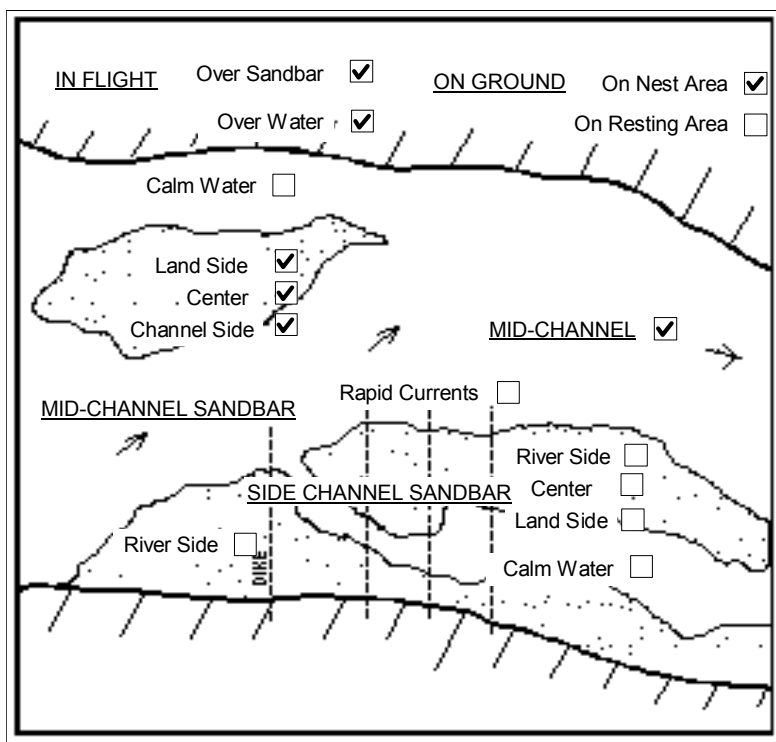 IN FLIGHT
Over Sandbar
ON GROUND
On Nest Area
Over Water
On Resting Area
Calm Water
Land Side
Center
Channel Side
MID-CHANNEL
Rapid Currents
MID-CHANNEL SANDBAR
River Side
SIDE CHANNEL SANDBAR
Center
Land Side
River Side
DIKE
Calm Water